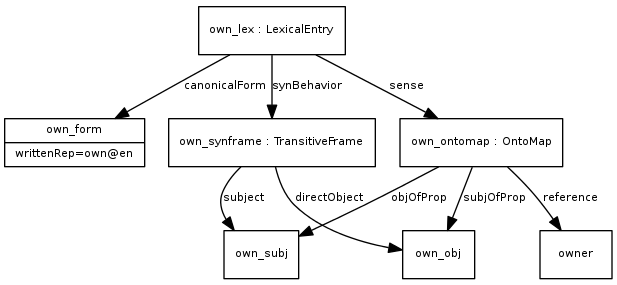 own_lex : LexicalEntry
canonicalForm
synBehavior
sense
own_form
writtenRep=own@en
own_synframe : TransitiveFrame
own_ontomap : OntoMap
subject
directObject
objOfProp
subjOfProp
reference
own_subj
own_obj
owner